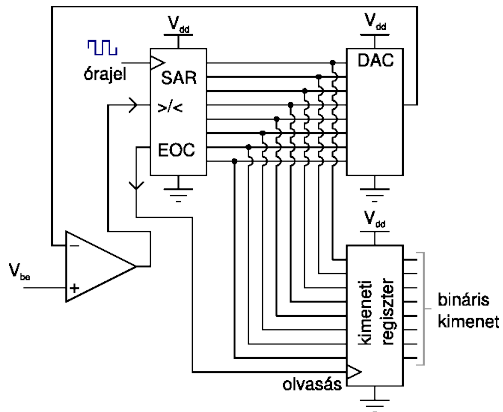 Vdd
Vdd
órajel
SAR
DAC
>/<
EOC
Vbe
−
+
Vdd
kimeneti
regiszter
bináris
kimenet
olvasás